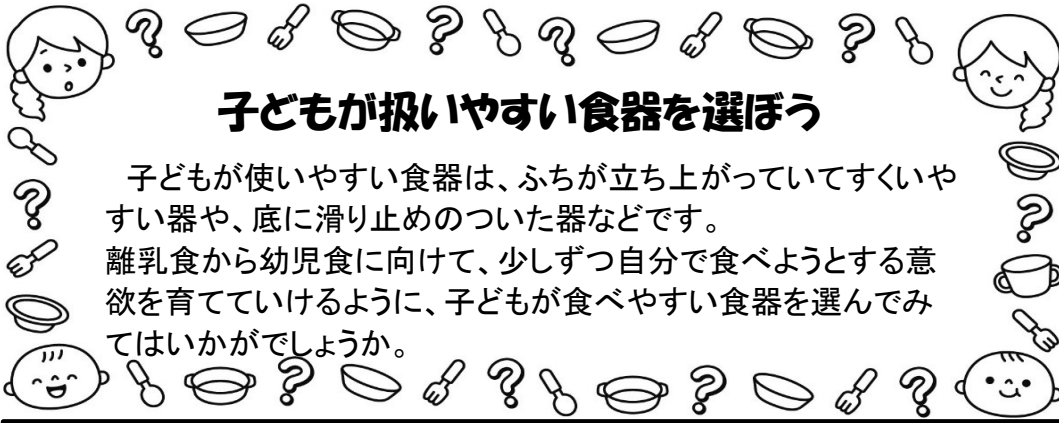 子どもが扱いやすい食器を選ぼう
子どもが使いやすい食器は、ふちが立ち上がっていてすくいや
すい器や、底に滑り止めのついた器などです。
離乳食から幼児食に向けて、少しずつ自分で食べようとする意
欲を育てていけるように、子どもが食べやすい食器を選んでみ
てはいかがでしょうか。